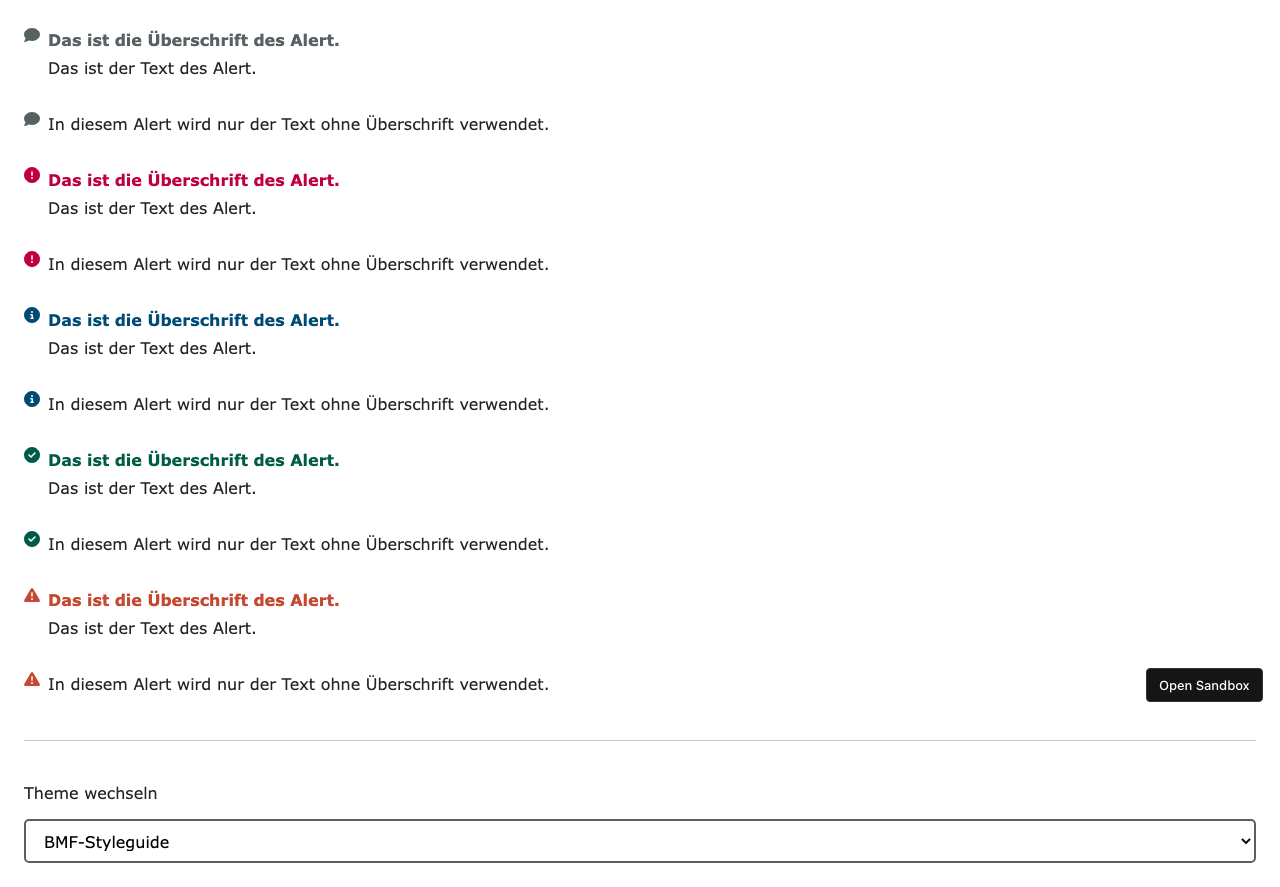 Das ist die Überschrift des Alert.
Das ist der Text des Alert.
In diesem Alert wird nur der Text ohne Überschrift verwendet.
Das ist die Überschrift des Alert.
Das ist der Text des Alert.
In diesem Alert wird nur der Text ohne Überschrift verwendet.
Das ist die Überschrift des Alert.
Das ist der Text des Alert.
In diesem Alert wird nur der Text ohne Überschrift verwendet.
Das ist die Überschrift des Alert.
Das ist der Text des Alert.
In diesem Alert wird nur der Text ohne Überschrift verwendet.
Das ist die Überschrift des Alert.
Das ist der Text des Alert.
In diesem Alert wird nur der Text ohne Überschrift verwendet.
Open Sandbox
Theme wechseln
BMF-Styleguide